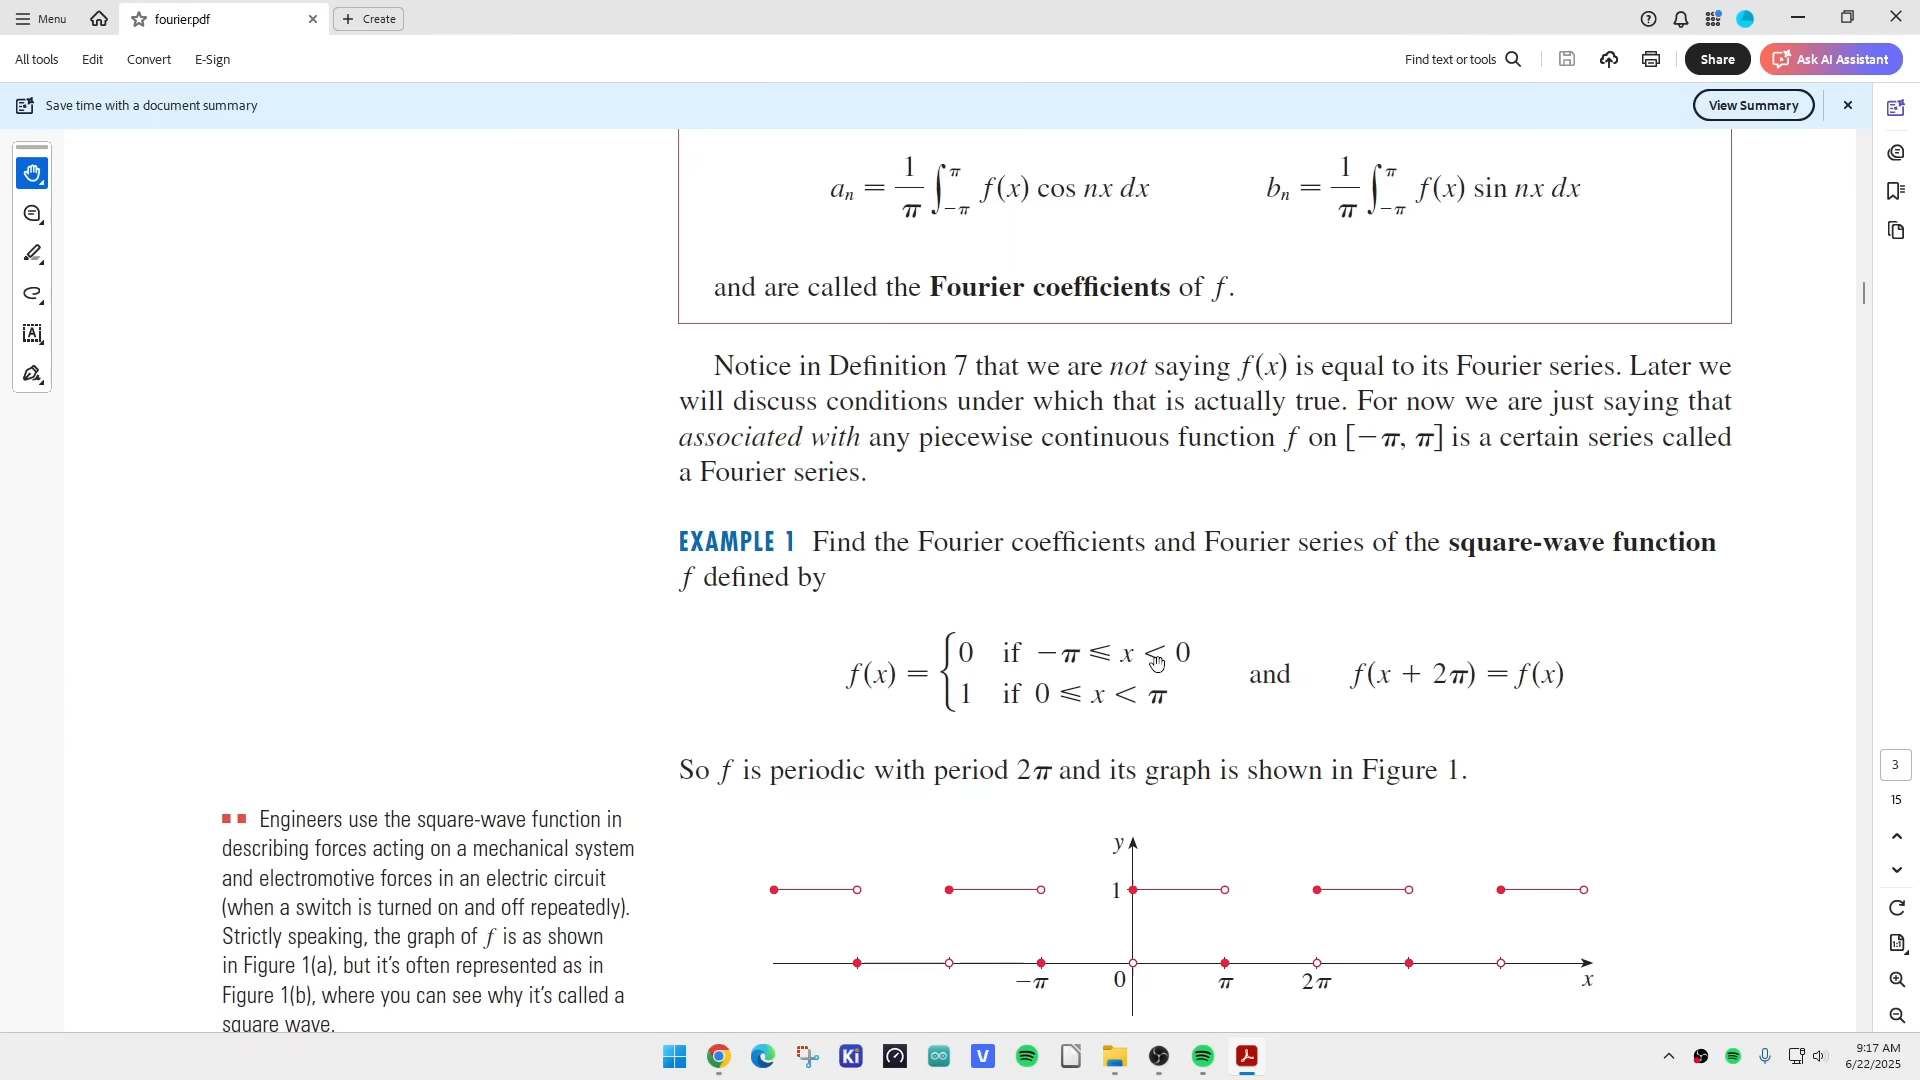 Menu
fourier.pdf
Create
All tools Edit Convert E-Sign
Find text or tools
Share
Ask AI Assistant
Save time with a document summary
View Summary
aₙ = 1/π ∫_{-π}^{π} f(x) cos nx dx bₙ = 1/π ∫_{-π}^{π} f(x) sin nx dx
and are called the Fourier coefficients of f.
Notice in Definition 7 that we are not saying f(x) is equal to its Fourier series. Later we
will discuss conditions under which that is actually true. For now we are just saying that
associated with any piecewise continuous function f on [−π, π] is a certain series called
a Fourier series.
EXAMPLE 1 Find the Fourier coefficients and Fourier series of the square-wave function
f defined by
f(x) = { 0 if −π ⩽ x < 0
1 if 0 ⩽ x < π
and f(x + 2π) = f(x)
So f is periodic with period 2π and its graph is shown in Figure 1.
Engineers use the square-wave function in
describing forces acting on a mechanical system
and electromotive forces in an electric circuit
(when a switch is turned on and off repeatedly).
Strictly speaking, the graph of f is as shown
in Figure 1(a), but it's often represented as in
Figure 1(b), where you can see why it's called a
square wave.
y
1
−π 0 π 2π x
3
15
1:1
Ki
V
9:17 AM
6/22/2025